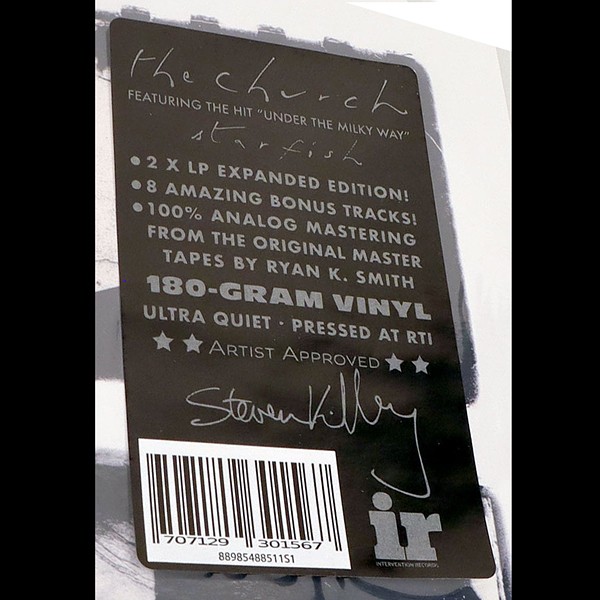 the church
FEATURING THE HIT "UNDER THE MILKY WAY"
starfish
• 2 X LP EXPANDED EDITION!
• 8 AMAZING BONUS TRACKS!
• 100% ANALOG MASTERING
FROM THE ORIGINAL MASTER
TAPES BY RYAN K. SMITH
180-GRAM VINYL
ULTRA QUIET · PRESSED AT RTI
★★ ARTIST APPROVED ★★
Steven Kilbey
707129 301567
88985488511S1
ir
INTERVENTION RECORDS